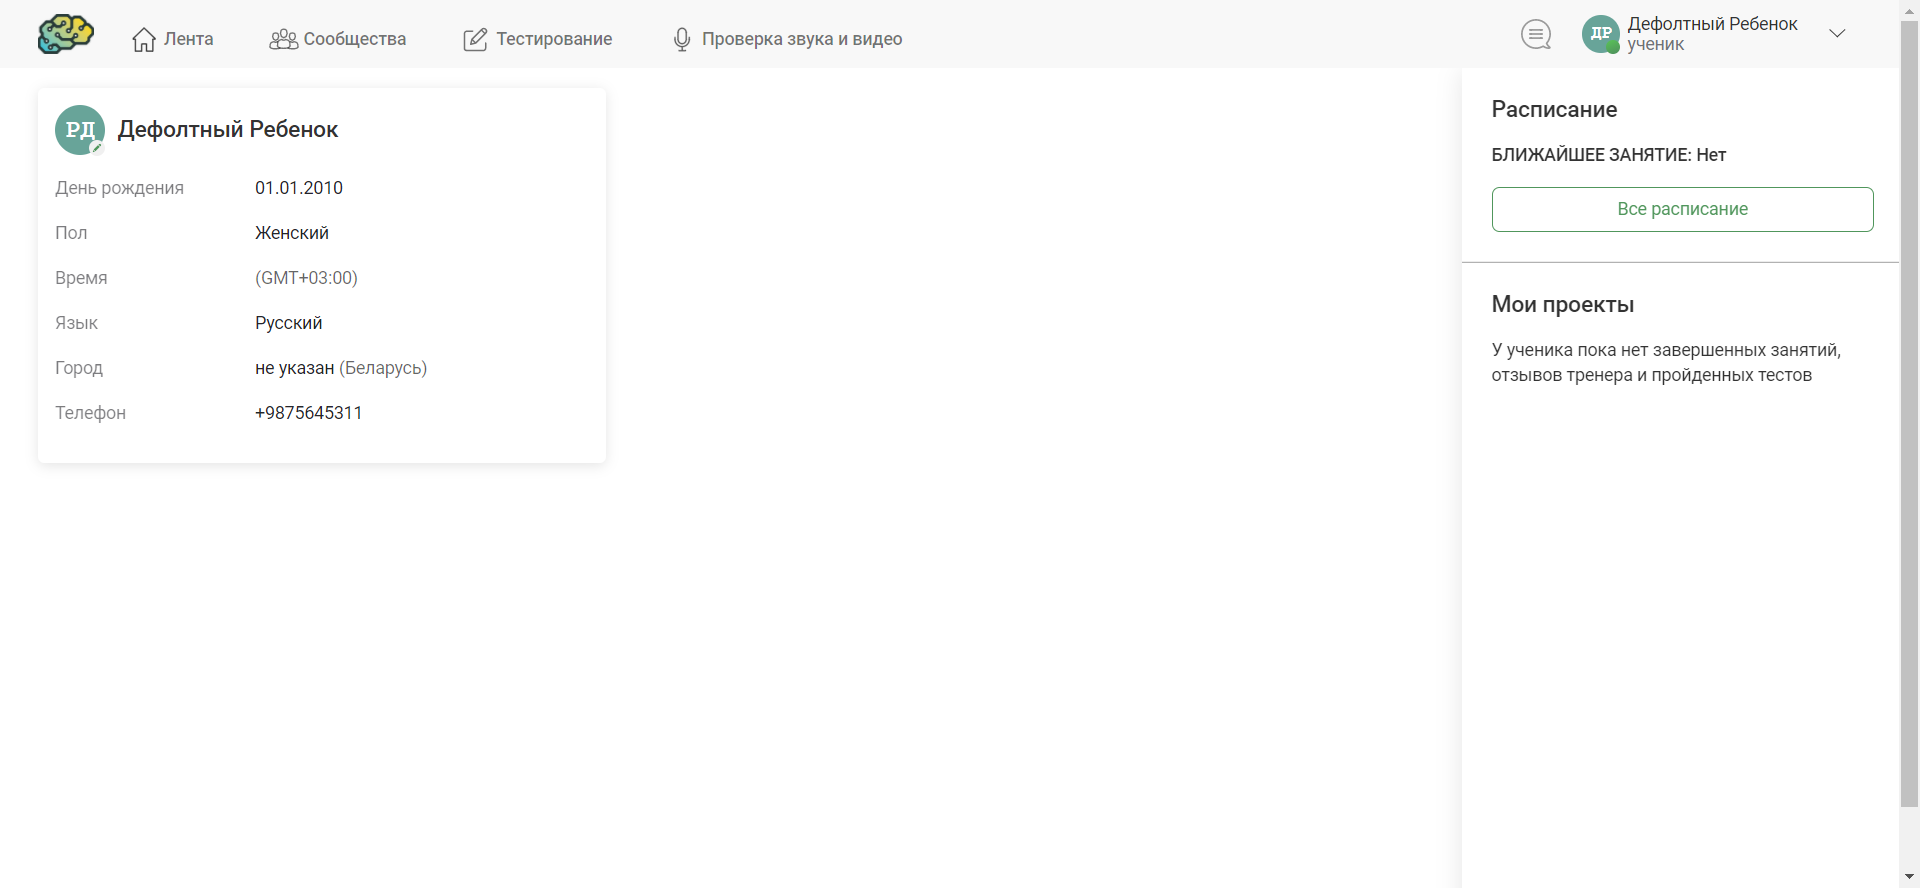 Лента
Сообщества
Тестирование
Проверка звука и видео
ДР
Дефолтный Ребенок
ученик
РД
Дефолтный Ребенок
День рождения 01.01.2010
Пол Женский
Время (GMT+03:00)
Язык Русский
Город не указан (Беларусь)
Телефон +9875645311
Расписание
БЛИЖАЙШЕЕ ЗАНЯТИЕ: Нет
Все расписание
Мои проекты
У ученика пока нет завершенных занятий,
отзывов тренера и пройденных тестов